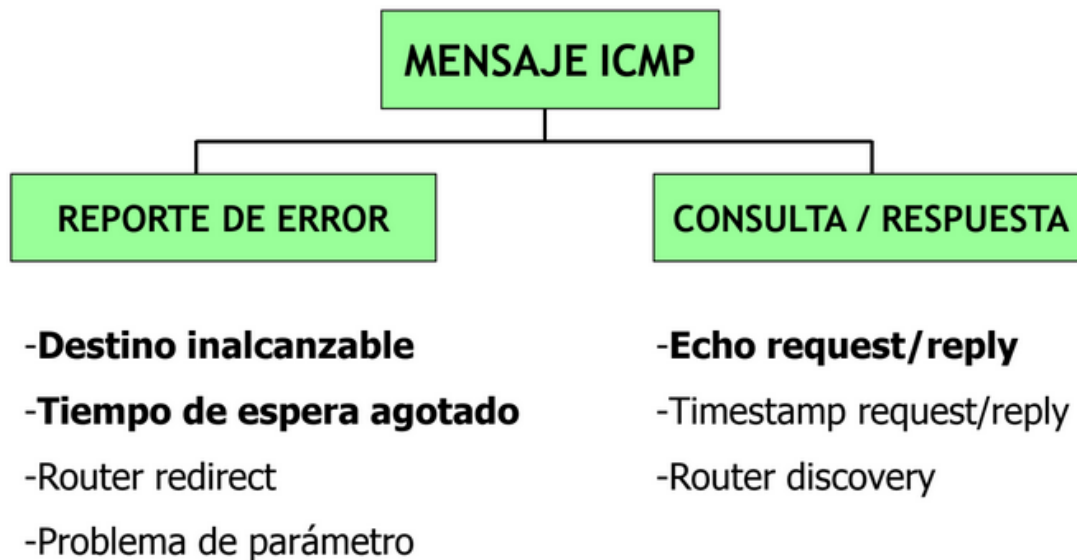 MENSAJE ICMP
REPORTE DE ERROR
CONSULTA / RESPUESTA
-Destino inalcanzable
-Tiempo de espera agotado
-Router redirect
-Problema de parámetro
-Echo request/reply
-Timestamp request/reply
-Router discovery